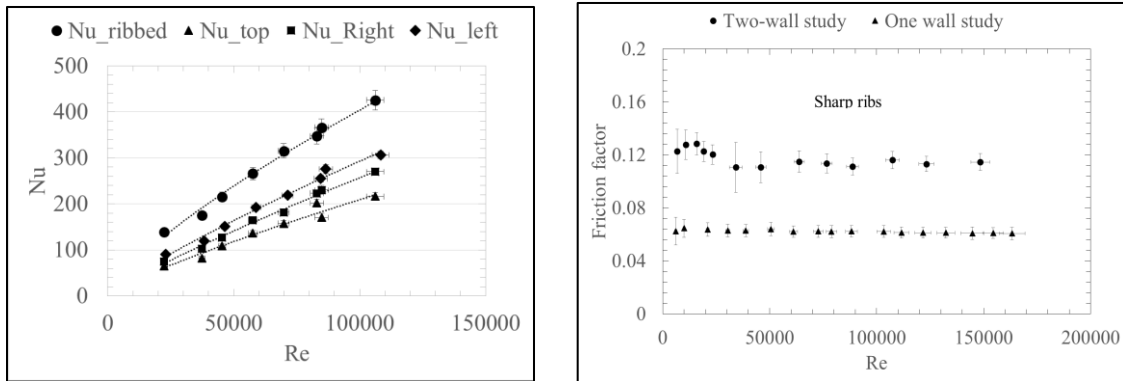 Nu_ribbed Nu_top Nu_Right Nu_left
500
400
300
200
100
0
Nu
0 50000 100000 150000
Re
Two-wall study One wall study
0.2
0.16
0.12
0.08
0.04
0
Friction factor
Sharp ribs
0 50000 100000 150000 200000
Re